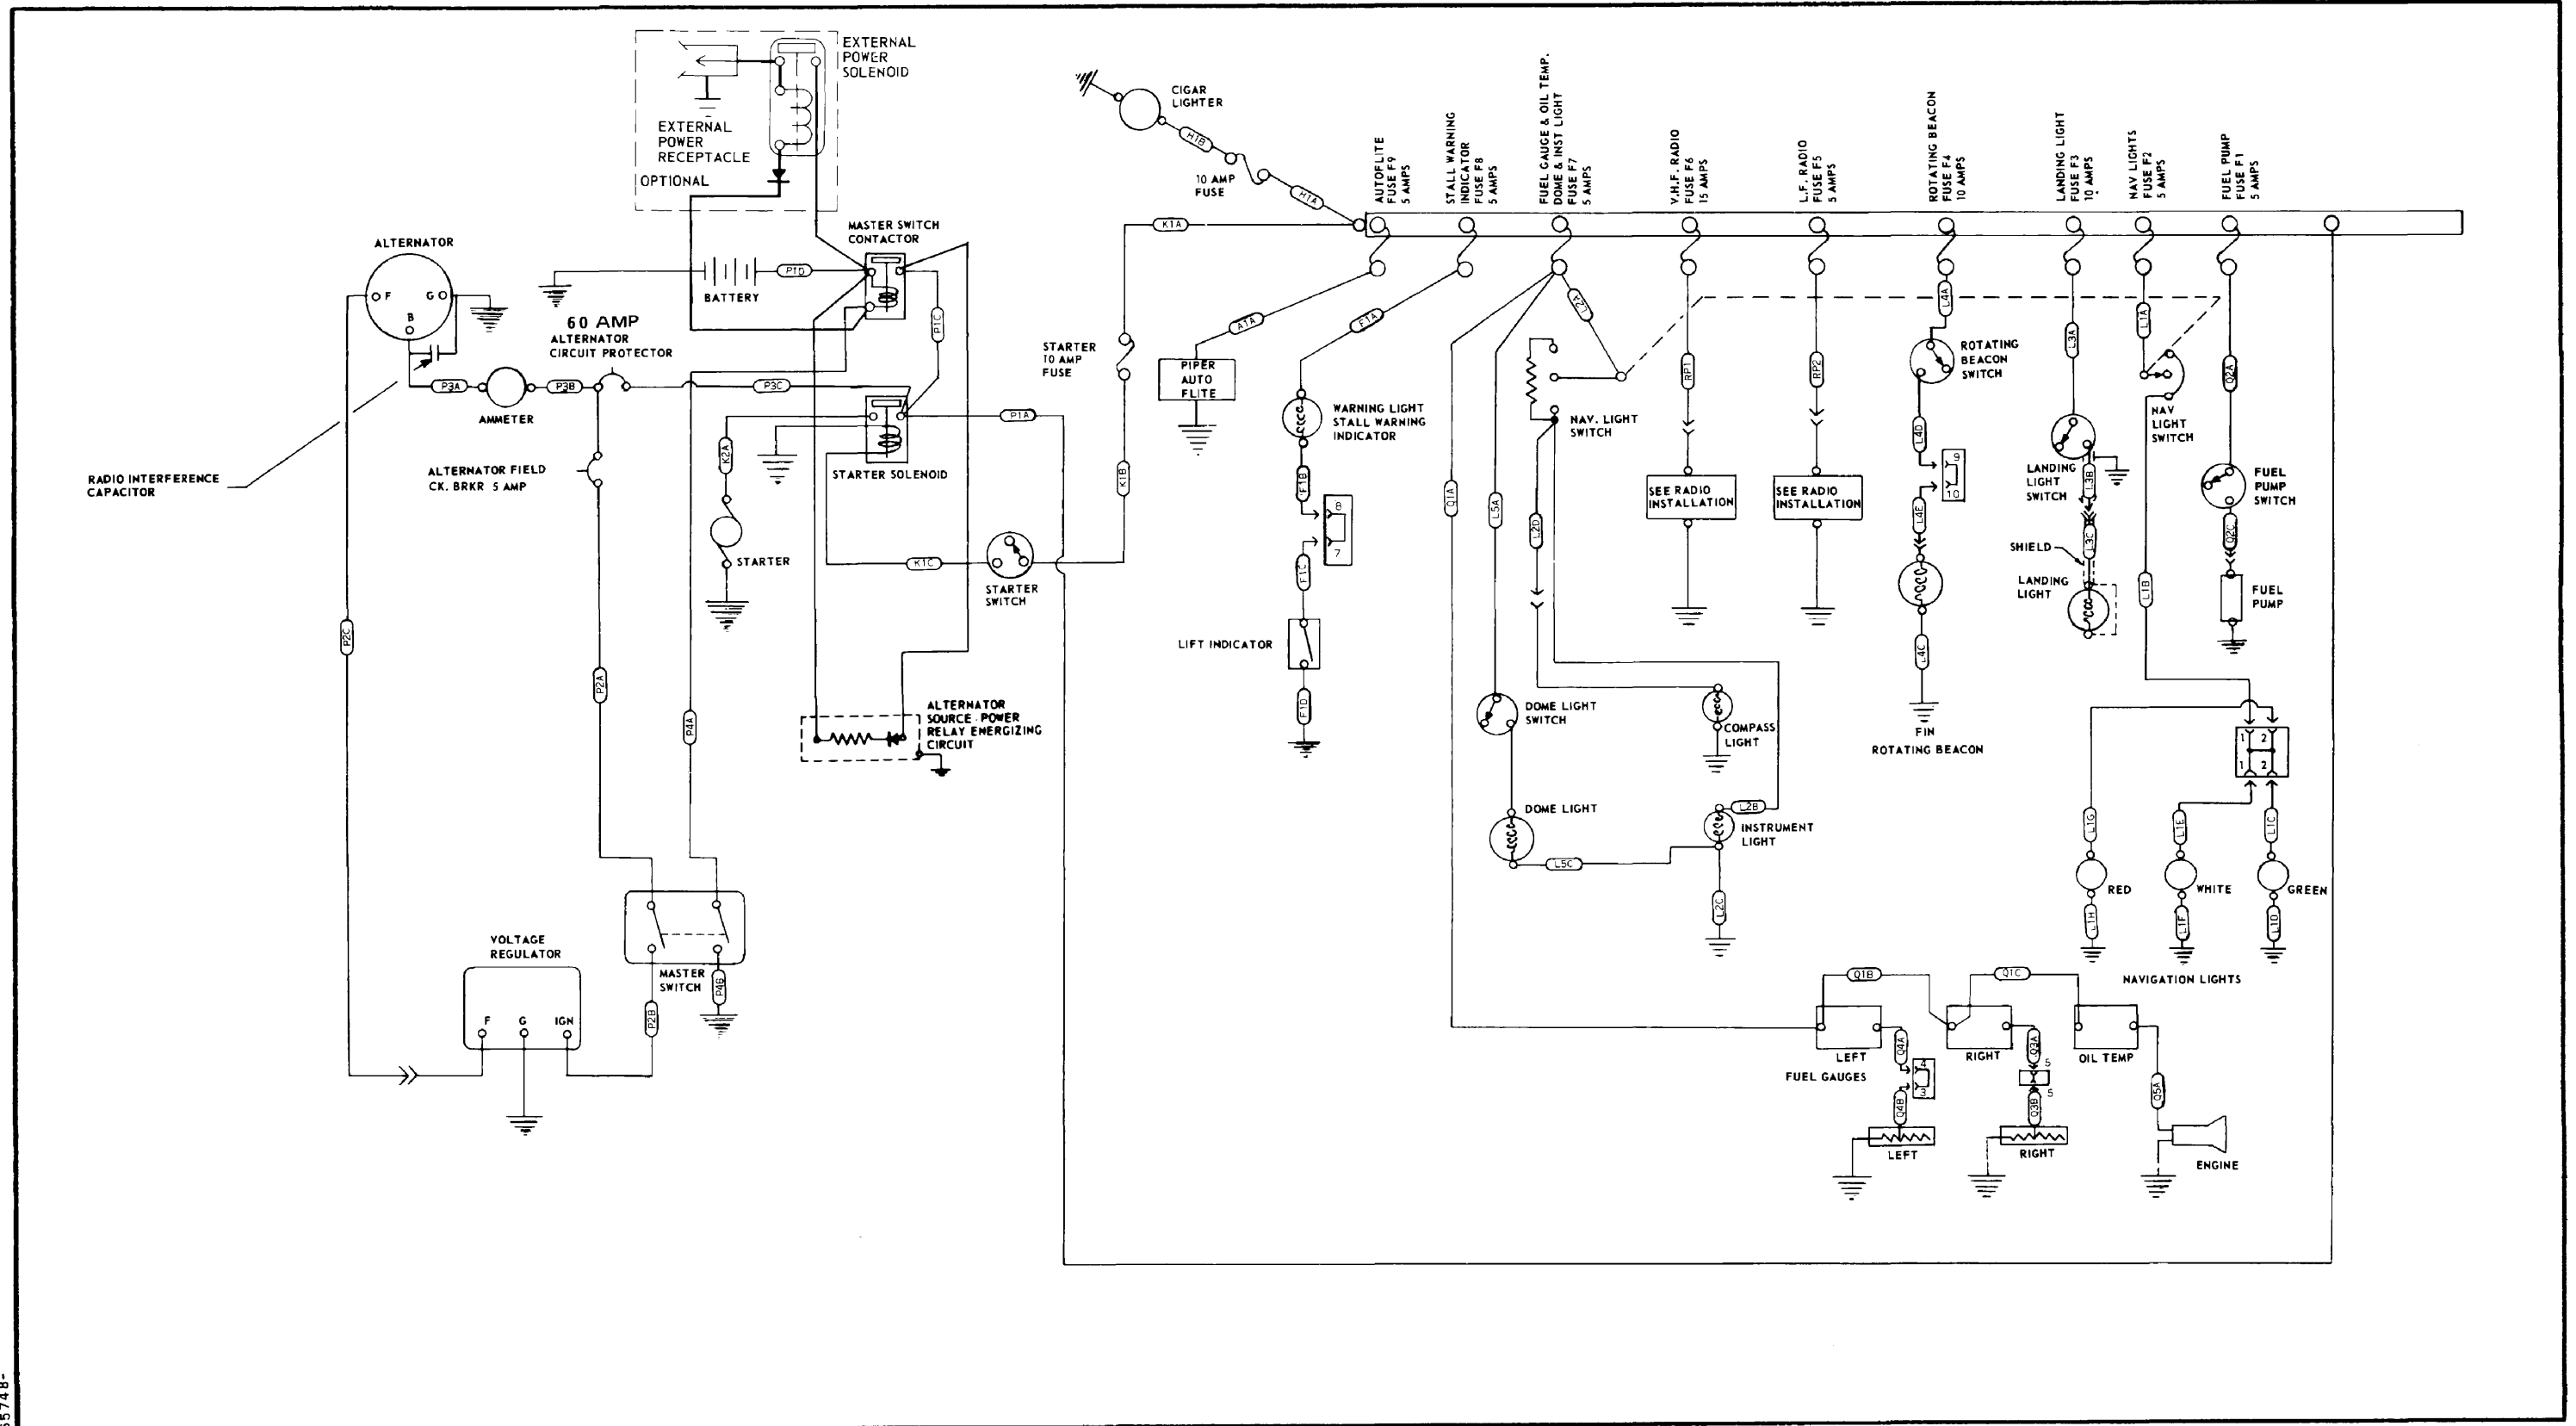 EXTERNAL
POWER
SOLENOID
EXTERNAL
POWER
RECEPTACLE
OPTIONAL
MASTER SWITCH
CONTACTOR
ALTERNATOR
F
G
B
BATTERY
P1D
P1C
60 AMP
ALTERNATOR
CIRCUIT PROTECTOR
P3A
P3B
P3C
AMMETER
RADIO INTERFERENCE
CAPACITOR
ALTERNATOR FIELD
CK. BRKR 5 AMP
K2A
STARTER
STARTER SOLENOID
P1A
K1C
STARTER
SWITCH
K1B
STARTER
10 AMP
FUSE
K1A
P2C
P2A
P4A
ALTERNATOR
SOURCE - POWER
RELAY ENERGIZING
CIRCUIT
VOLTAGE
REGULATOR
F
G
IGN
MASTER
SWITCH
P2B
P4B
CIGAR
LIGHTER
H1B
10 AMP
FUSE
H1A
AUTOFLITE
FUSE F9
5 AMPS
STALL WARNING
INDICATOR
FUSE F8
5 AMPS
FUEL GAUGE & OIL TEMP.
DOME & INST LIGHT
FUSE F7
5 AMPS
V.H.F. RADIO
FUSE F6
15 AMPS
L.F. RADIO
FUSE F5
5 AMPS
ROTATING BEACON
FUSE F4
10 AMPS
LANDING LIGHT
FUSE F3
10 AMPS
NAV LIGHTS
FUSE F2
5 AMPS
FUEL PUMP
FUSE F1
5 AMPS
A1A
PIPER
AUTO
FLITE
F1A
WARNING LIGHT
STALL WARNING
INDICATOR
F1B
8
7
F1C
LIFT INDICATOR
F1D
L2A
NAV. LIGHT
SWITCH
Q1A
L5A
L2D
DOME LIGHT
SWITCH
COMPASS
LIGHT
DOME LIGHT
L2B
INSTRUMENT
LIGHT
L5C
L2C
RP1
SEE RADIO
INSTALLATION
RP2
SEE RADIO
INSTALLATION
L4A
ROTATING
BEACON
SWITCH
L4D
9
10
L4E
L4C
FIN
ROTATING BEACON
L3A
LANDING
LIGHT
SWITCH
L3B
L3C
SHIELD
LANDING
LIGHT
L1A
NAV
LIGHT
SWITCH
L1B
Q2A
FUEL
PUMP
SWITCH
Q2C
FUEL
PUMP
1 2
1 2
L1G
L1E
L1C
RED
WHITE
GREEN
L1H
L1F
L1D
NAVIGATION LIGHTS
Q1B
Q1C
LEFT
RIGHT
OIL TEMP
FUEL GAUGES
Q4A
4
3
Q4B
Q3A
5
5
Q3B
Q5A
LEFT
RIGHT
ENGINE